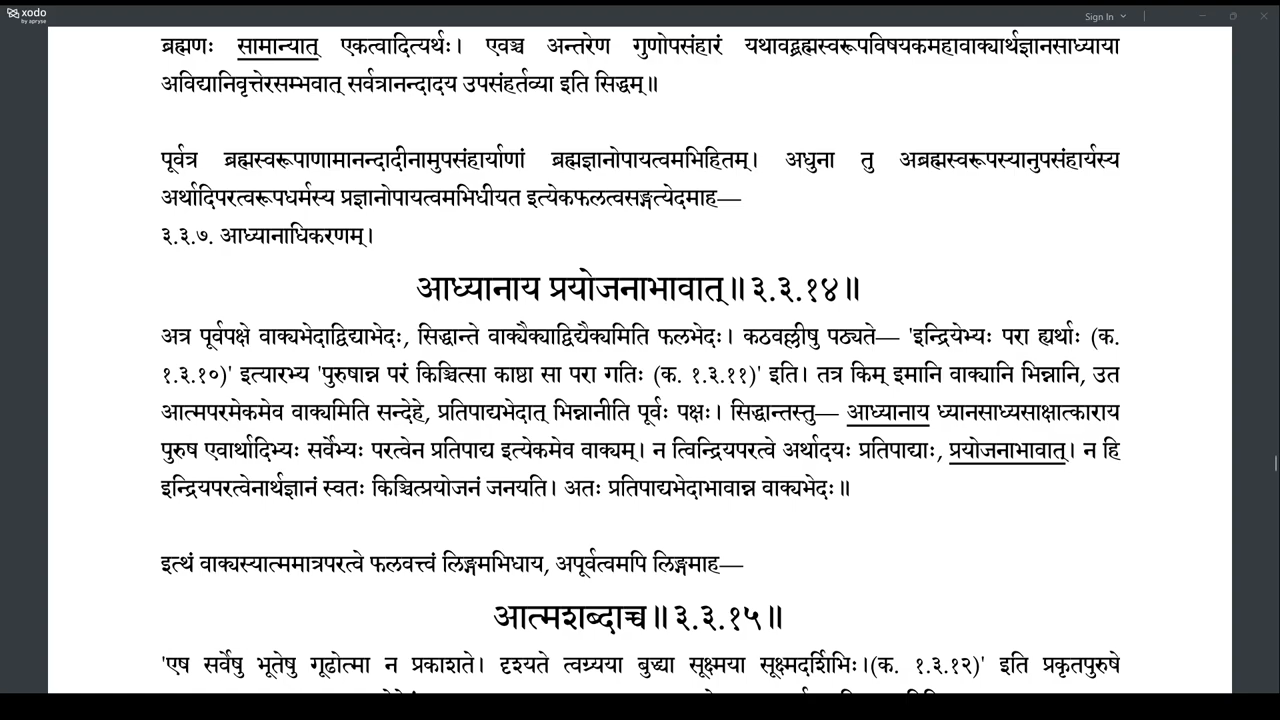 xodo
by apryse
Sign In
ब्रह्मणः सामान्यात् एकत्वादित्यर्थः। एवञ्च अन्तरेण गुणोपसंहारं यथावद्ब्रह्मस्वरूपविषयकमहावाक्यार्थज्ञानसाध्याया
अविद्यानिवृत्तेरसम्भवात् सर्वत्रानन्दादय उपसंहर्तव्या इति सिद्धम्॥
पूर्वत्र ब्रह्मस्वरूपाणामानन्दादीनामुपसंहार्याणां ब्रह्मज्ञानोपायत्वमभिहितम्। अधुना तु अब्रह्मस्वरूपस्यानुपसंहार्यस्य
अर्थादिपरत्वरूपधर्मस्य प्रज्ञानोपायत्वमभिधीयत इत्येकफलत्वसङ्गत्येदमाह—
३.३.७. आध्यानाधिकरणम्।
आध्यानाय प्रयोजनाभावात्॥३.३.१४॥
अत्र पूर्वपक्षे वाक्यभेदाद्विद्याभेदः, सिद्धान्ते वाक्यैक्याद्विद्यैक्यमिति फलभेदः। कठवल्लीषु पठ्यते— 'इन्द्रियेभ्यः परा ह्यर्थाः (क.
१.३.१०)' इत्यारभ्य 'पुरुषान्न परं किञ्चित्सा काष्ठा सा परा गतिः (क. १.३.११)' इति। तत्र किम् इमानि वाक्यानि भिन्नानि, उत
आत्मपरमेकमेव वाक्यमिति सन्देहे, प्रतिपाद्यभेदात् भिन्नानीति पूर्वः पक्षः। सिद्धान्तस्तु— आध्यानाय ध्यानसाध्यसाक्षात्काराय
पुरुष एवार्थादिभ्यः सर्वेभ्यः परत्वेन प्रतिपाद्य इत्येकमेव वाक्यम्। न त्विन्द्रियपरत्वे अर्थादयः प्रतिपाद्याः, प्रयोजनाभावात्। न हि
इन्द्रियपरत्वेनार्थज्ञानं स्वतः किञ्चित्प्रयोजनं जनयति। अतः प्रतिपाद्यभेदाभावान्न वाक्यभेदः॥
इत्थं वाक्यस्यात्ममात्रपरत्वे फलवत्त्वं लिङ्गमभिधाय, अपूर्वत्वमपि लिङ्गमाह—
आत्मशब्दाच्च॥३.३.१५॥
'एष सर्वेषु भूतेषु गूढोत्मा न प्रकाशते। दृश्यते त्वग्र्यया बुद्ध्या सूक्ष्मया सूक्ष्मदर्शिभिः।(क. १.३.१२)' इति प्रकृतपुरुषे